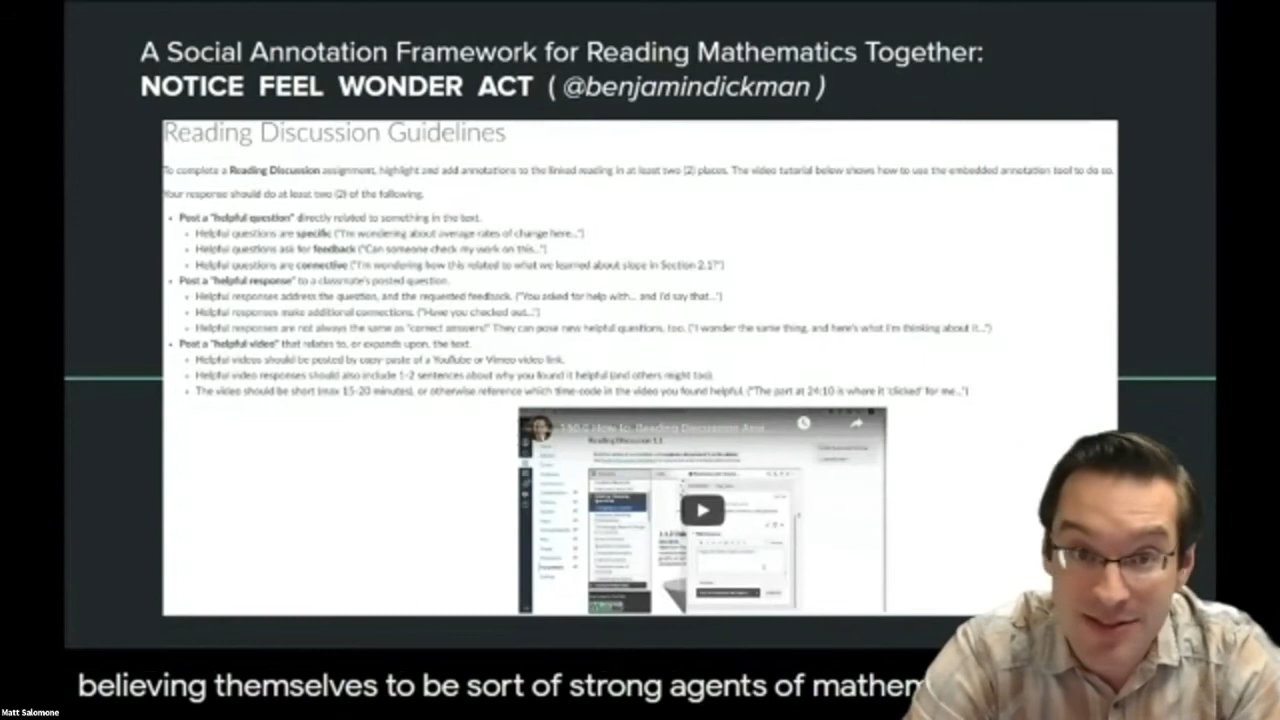 A Social Annotation Framework for Reading Mathematics Together:
NOTICE FEEL WONDER ACT ( @benjamindickman )
Reading Discussion Guidelines
To complete a Reading Discussion assignment, highlight and add annotations to the linked reading in at least two (2) places. The video tutorial below shows how to use the embedded annotation tool to do so.
Your response should do at least two (2) of the following.
• Post a "helpful question" directly related to something in the text.
• Helpful questions are specific ("I'm wondering about average rates of change here...")
• Helpful questions ask for feedback ("Can someone check my work on this...")
• Helpful questions are connective ("I'm wondering how this related to what we learned about slope in Section 2.1?")
• Post a "helpful response" to a classmate's posted question.
• Helpful responses address the question, and the requested feedback. ("You asked for help with... and I'd say that...")
• Helpful responses make additional connections. ("Have you checked out...")
• Helpful responses are not always the same as "correct answers!" They can pose new helpful questions, too. ("I wonder the same thing, and here's what I'm thinking about it...")
• Post a "helpful video" that relates to, or expands upon, the text.
• Helpful videos should be posted by copy-paste of a YouTube or Vimeo video link.
• Helpful video responses should also include 1-2 sentences about why you found it helpful (and others might too).
• The video should be short (max 15-20 minutes), or otherwise reference which time-code in the video you found helpful. ("The part at 24:10 is where it 'clicked' for me...")
How to: Reading Discussion
Reading Discussion 1.1
believing themselves to be sort of strong agents of mathem
Matt Salomone